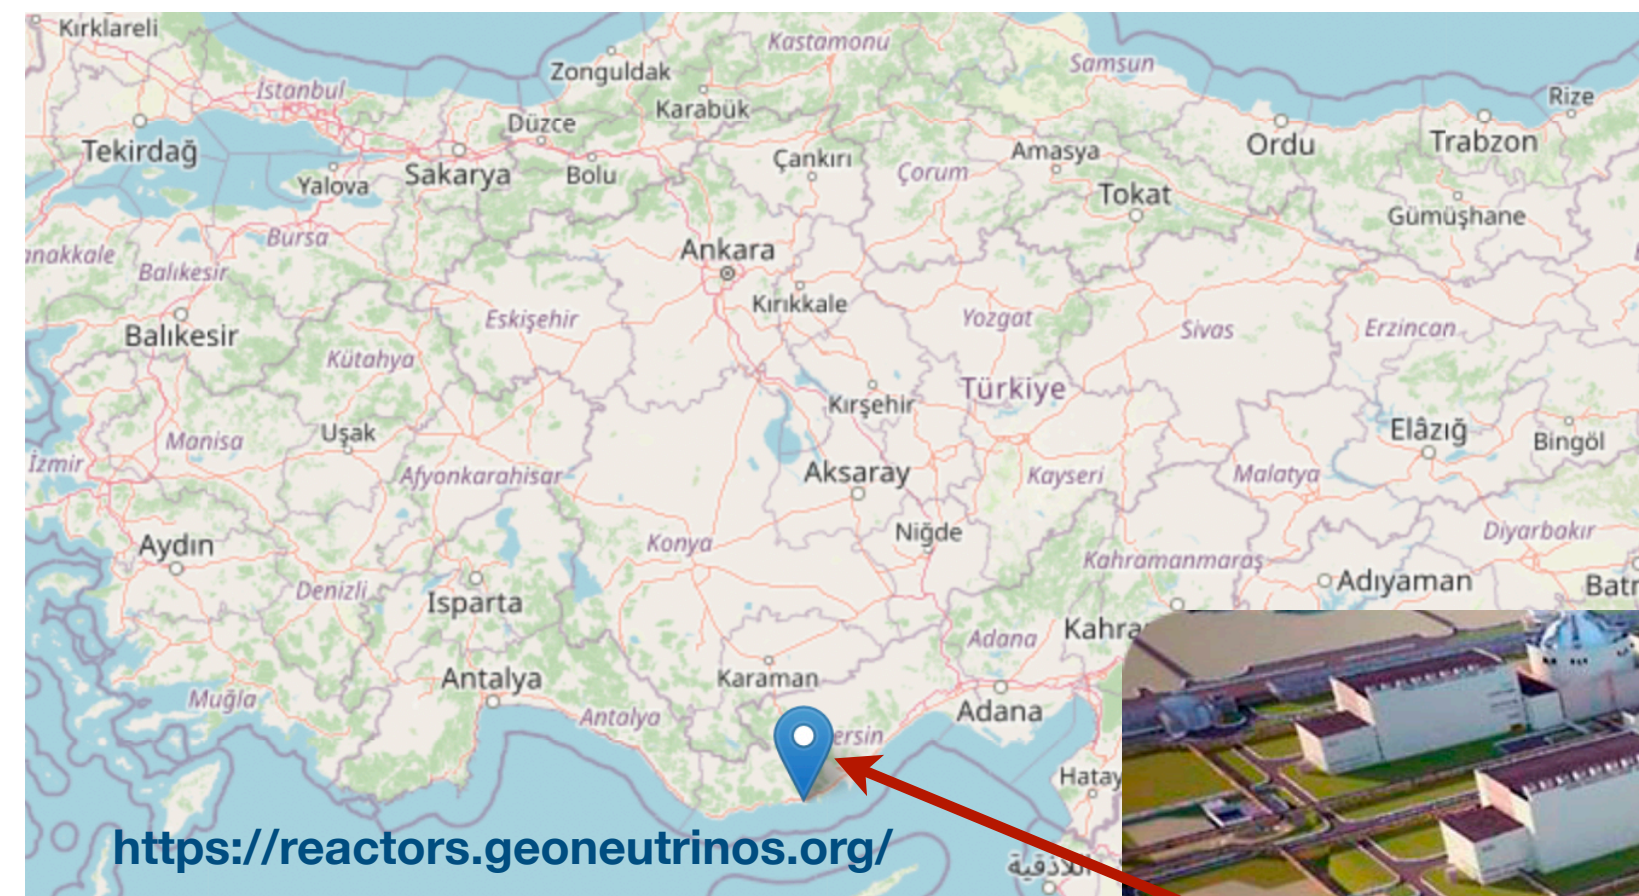 Kırklareli
Kastamonu
Samsun
Zonguldak
İstanbul
Karabük
Rize
Düzce
Tekirdağ
Ordu
Trabzon
Amasya
Çankırı
Sakarya
Bolu
Çorum
Yalova
Tokat
Gümüşhane
Bursa
Ankara
anakkale
Balıkesir
Kırıkkale
Eskişehir
Yozgat
Sivas
Erzincan
Balıkesir
Kütahya
Türkiye
Kırşehir
Uşak
Manisa
Elâzığ
Bingöl
İzmir
Afyonkarahisar
Aksaray
Kayseri
Malatya
Niğde
Diyarbakır
Aydın
Konya
Kahramanmaraş
Adıyaman
Batr
Denizli
Isparta
Adana
Kahra
Antalya
Karaman
Muğla
Antalya
Adana
ersin
Hatay
https://reactors.geoneutrinos.org/
اللاذقية